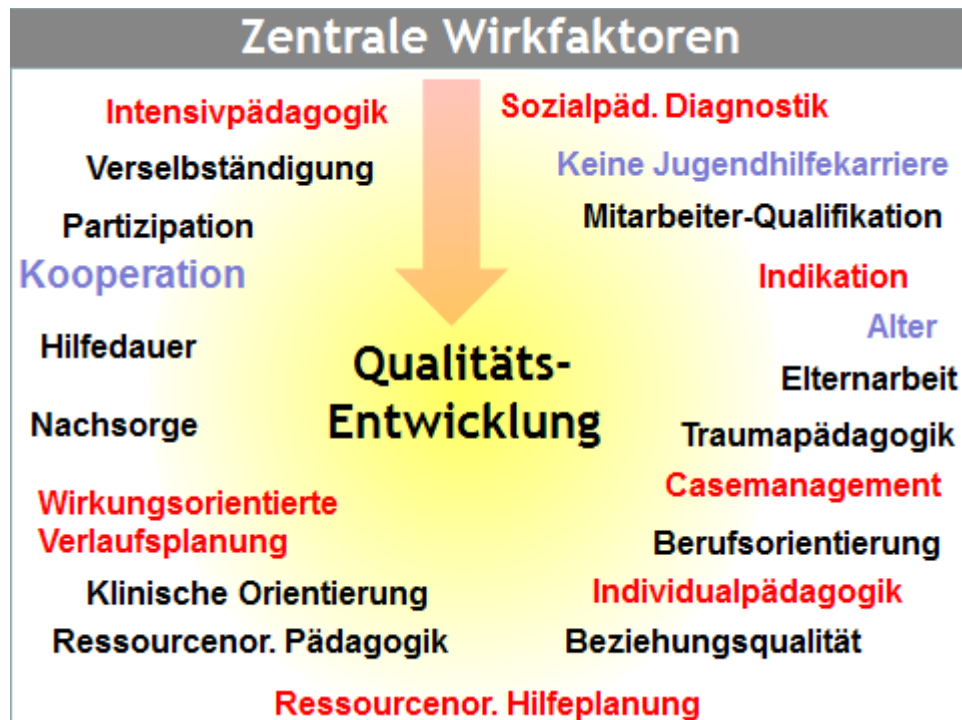 Zentrale Wirkfaktoren
Intensivpädagogik
Sozialpäd. Diagnostik
Verselbständigung
Keine Jugendhilfekarriere
Partizipation
Mitarbeiter-Qualifikation
Kooperation
Indikation
Alter
Hilfedauer
Qualitäts-
Entwicklung
Elternarbeit
Nachsorge
Traumapädagogik
Casemanagement
Wirkungsorientierte
Verlaufsplanung
Berufsorientierung
Klinische Orientierung
Individualpädagogik
Ressourcenor. Pädagogik
Beziehungsqualität
Ressourcenor. Hilfeplanung